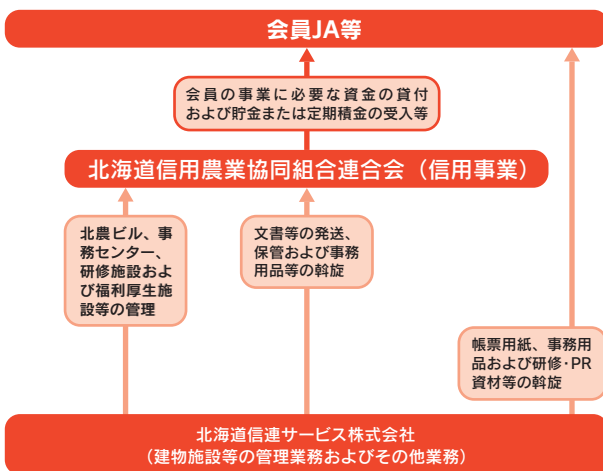 会員JA等
会員の事業に必要な資金の貸付
および貯金または定期積金の受入等
北海道信用農業協同組合連合会（信用事業）
北農ビル、事
務センター、
研修施設およ
び福利厚生施
設等の管理
文書等の発送、
保管および事務
用品等の斡旋
帳票用紙、事務用
品および研修・PR
資材等の斡旋
北海道信連サービス株式会社
（建物施設等の管理業務およびその他業務）